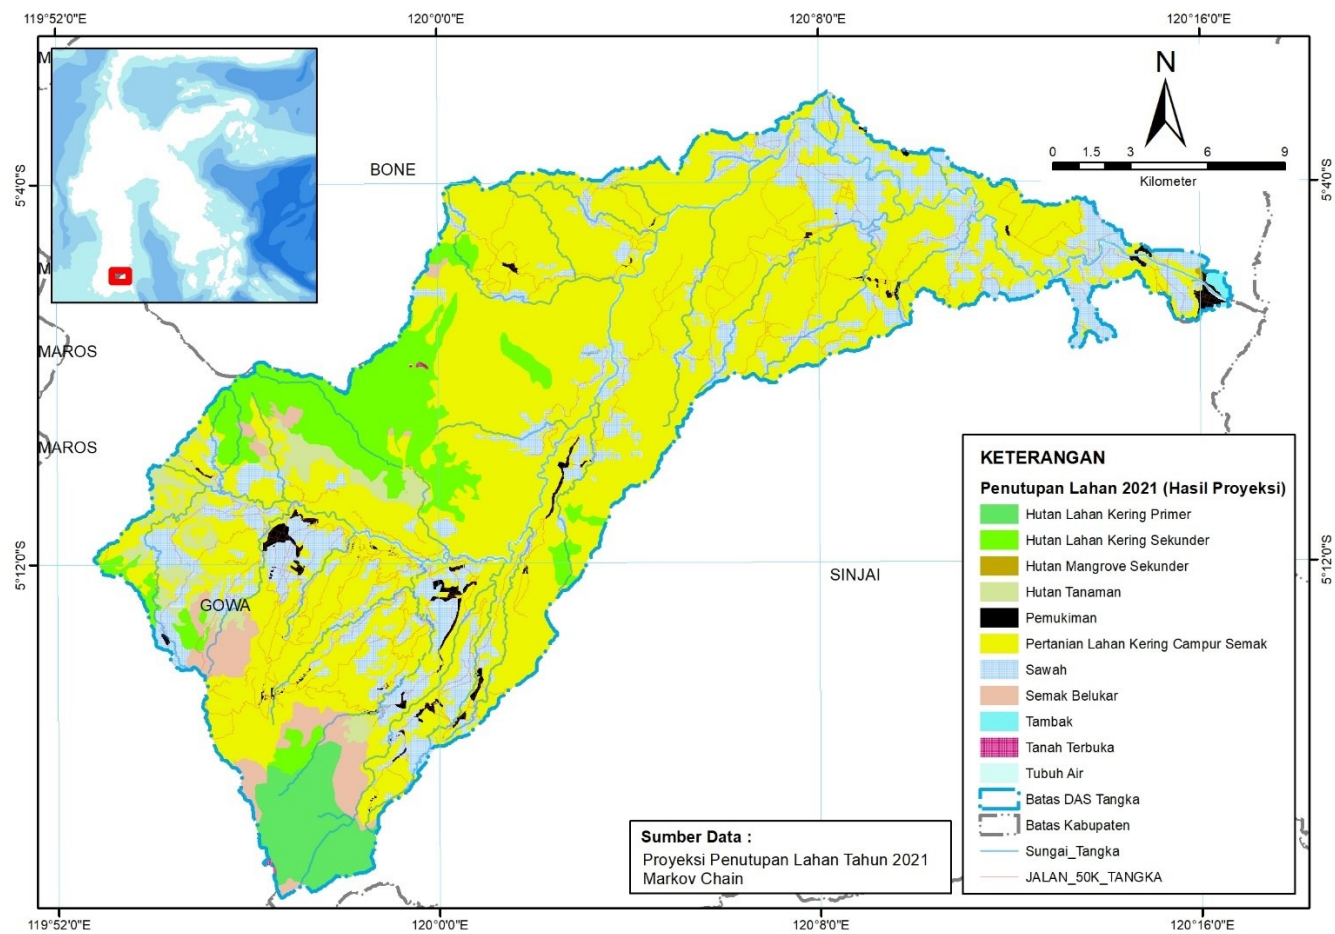 119°52'0"E
120°0'0"E
120°8'0"E
120°16'0"E
M
N
0 1.5 3 6 9
Kilometer
BONE
5°4'0"S
5°4'0"S
M
MAROS
MAROS
KETERANGAN
Penutupan Lahan 2021 (Hasil Proyeksi)
Hutan Lahan Kering Primer
Hutan Lahan Kering Sekunder
Hutan Mangrove Sekunder
Hutan Tanaman
Pemukiman
Pertanian Lahan Kering Campur Semak
Sawah
Semak Belukar
Tambak
Tanah Terbuka
Tubuh Air
Batas DAS Tangka
Batas Kabupaten
Sungai_Tangka
JALAN_50K_TANGKA
5°12'0"S
5°12'0"S
SINJAI
GOWA
Sumber Data :
Proyeksi Penutupan Lahan Tahun 2021
Markov Chain
119°52'0"E
120°0'0"E
120°8'0"E
120°16'0"E